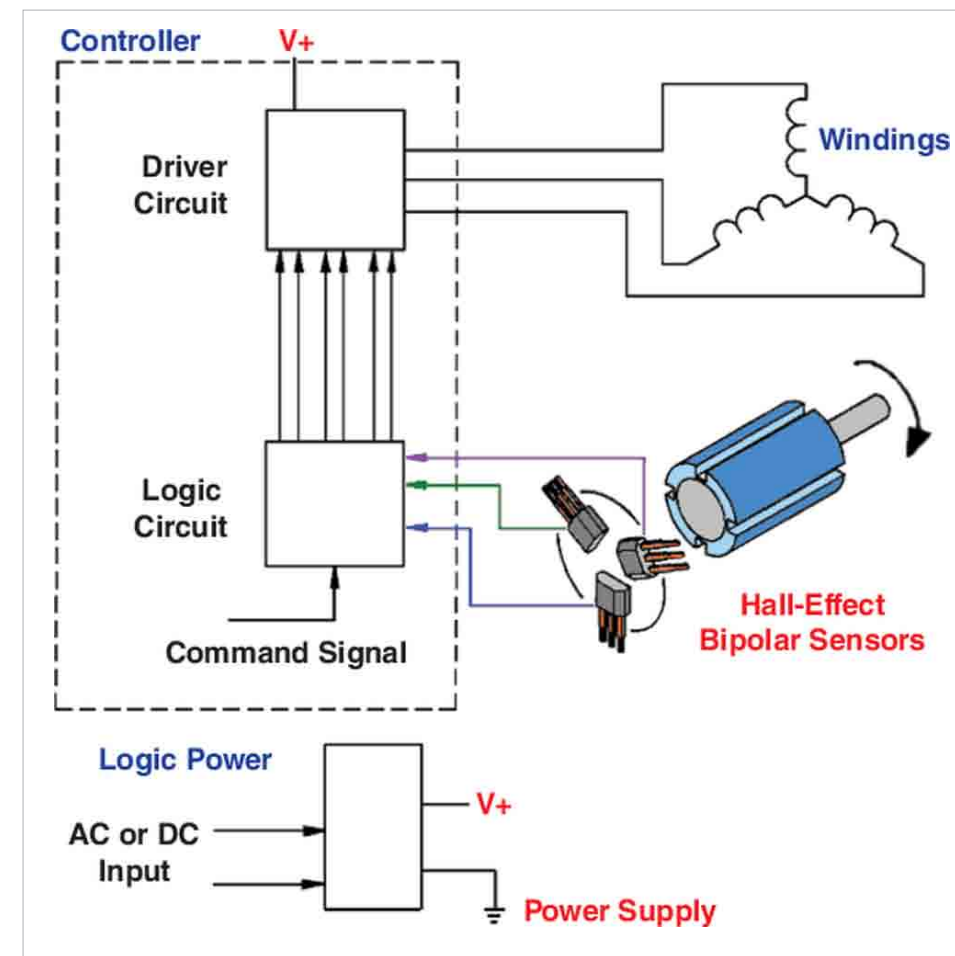 Controller
V+
Driver
Circuit
Windings
Logic
Circuit
Hall-Effect
Bipolar Sensors
Command Signal
Logic Power
V+
AC or DC
Input
Power Supply